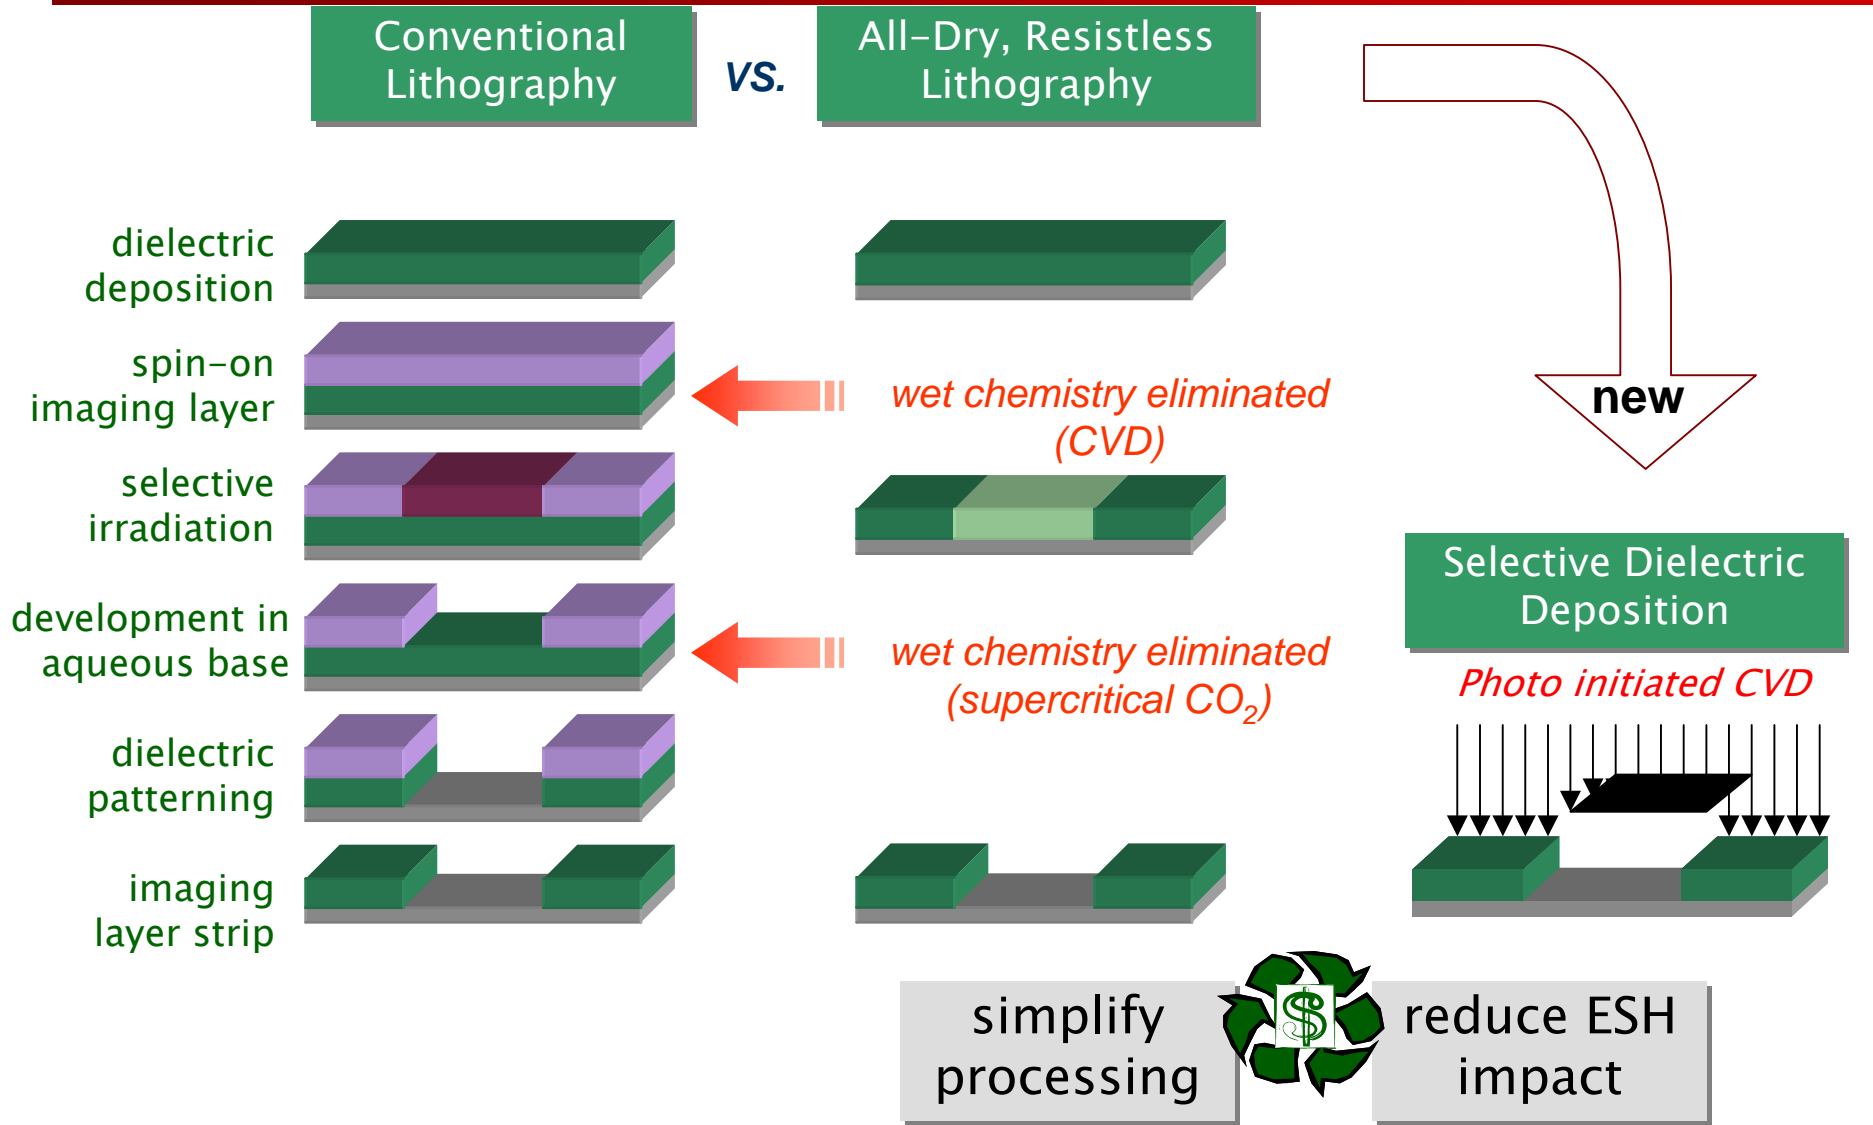 Conventional
Lithography
VS.
All-Dry, Resistless
Lithography
new
dielectric
deposition
spin-on
imaging layer
wet chemistry eliminated
(CVD)
selective
irradiation
development in
aqueous base
wet chemistry eliminated
(supercritical CO₂)
dielectric
patterning
imaging
layer strip
Selective Dielectric
Deposition
Photo initiated CVD
simplify
processing
$
reduce ESH
impact